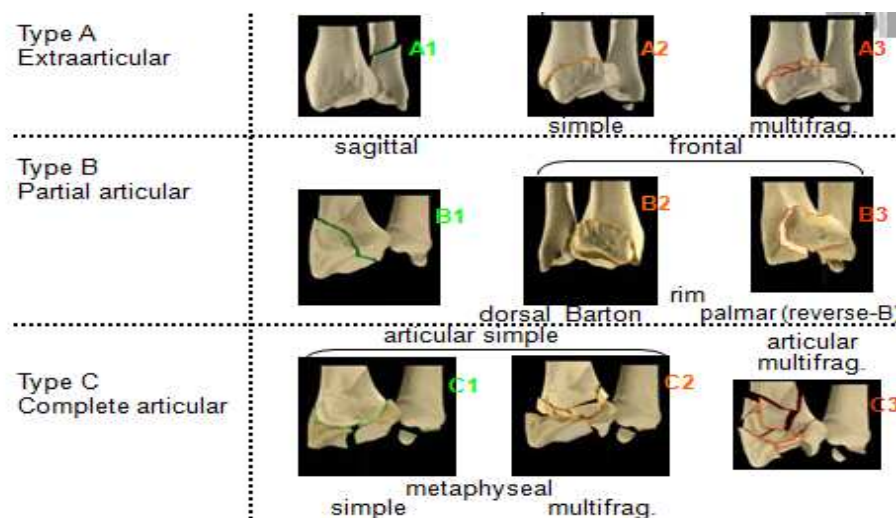 Type A
Extraarticular
A1
A2
A3
simple
multifrag.
Type B
Partial articular
sagittal
frontal
B1
B2
B3
rim
dorsal Barton
palmar (reverse-B)
Type C
Complete articular
articular simple
articular
multifrag.
C1
C2
C3
metaphyseal
simple
multifrag.